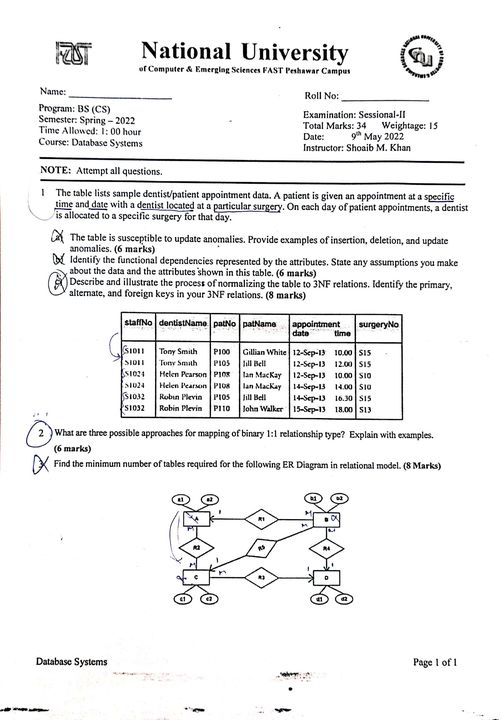 FAST
National University
of Computer & Emerging Sciences FAST Peshawar Campus
Name:
Roll No:
Program: BS (CS)
Semester: Spring – 2022
Time Allowed: 1: 00 hour
Course: Database Systems
Examination: Sessional-II
Total Marks: 34 Weightage: 15
Date: 9th May 2022
Instructor: Shoaib M. Khan
NOTE: Attempt all questions.
1 The table lists sample dentist/patient appointment data. A patient is given an appointment at a specific
time and date with a dentist located at a particular surgery. On each day of patient appointments, a dentist
is allocated to a specific surgery for that day.
The table is susceptible to update anomalies. Provide examples of insertion, deletion, and update
anomalies. (6 marks)
Identify the functional dependencies represented by the attributes. State any assumptions you make
about the data and the attributes shown in this table. (6 marks)
Describe and illustrate the process of normalizing the table to 3NF relations. Identify the primary,
alternate, and foreign keys in your 3NF relations. (8 marks)
staffNo dentistName patNo patName appointment surgeryNo
date time
S1011 Tony Smith P100 Gillian White 12-Sep-13 10.00 S15
S1011 Tony Smith P105 Jill Bell 12-Sep-13 12.00 S15
S1024 Helen Pearson P108 Ian MacKay 12-Sep-13 10.00 S10
S1024 Helen Pearson P108 Ian MacKay 14-Sep-13 14.00 S10
S1032 Robin Plevin P105 Jill Bell 14-Sep-13 16.30 S15
S1032 Robin Plevin P110 John Walker 15-Sep-13 18.00 S13
2 What are three possible approaches for mapping of binary 1:1 relationship type? Explain with examples.
(6 marks)
3 Find the minimum number of tables required for the following ER Diagram in relational model. (8 Marks)
a1 a2 b1 b2
A R1 B
R2 R5 R4
C R3 D
c1 c2 d1 d2
Database Systems
Page 1 of 1